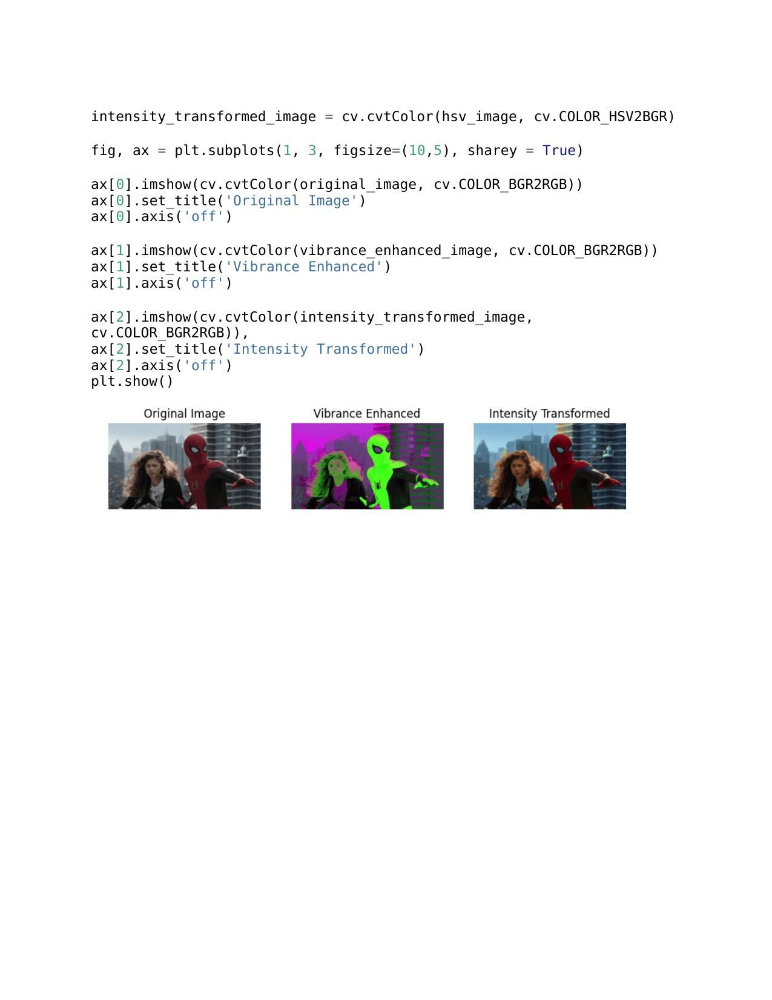 intensity_transformed_image = cv.cvtColor(hsv_image, cv.COLOR_HSV2BGR)
fig, ax = plt.subplots(1, 3, figsize=(10,5), sharey = True)
ax[0].imshow(cv.cvtColor(original_image, cv.COLOR_BGR2RGB))
ax[0].set_title('Original Image')
ax[0].axis('off')
ax[1].imshow(cv.cvtColor(vibrance_enhanced_image, cv.COLOR_BGR2RGB))
ax[1].set_title('Vibrance Enhanced')
ax[1].axis('off')
ax[2].imshow(cv.cvtColor(intensity_transformed_image,
cv.COLOR_BGR2RGB)),
ax[2].set_title('Intensity Transformed')
ax[2].axis('off')
plt.show()
Original Image
Vibrance Enhanced
Intensity Transformed